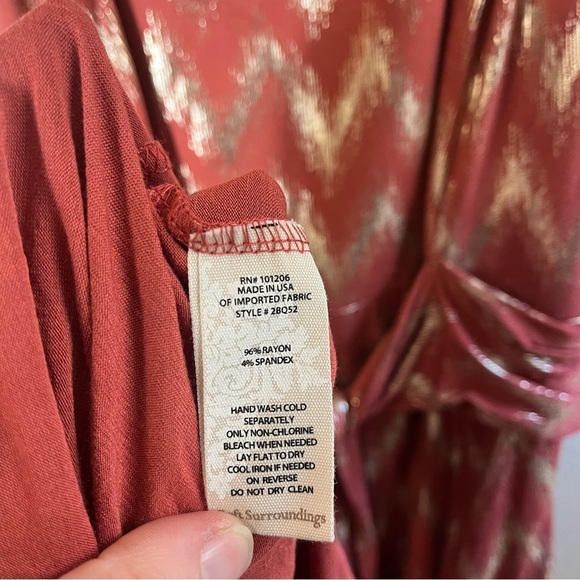 RN# 101206
MADE IN USA
OF IMPORTED FABRIC
STYLE # 2BQ52
96% RAYON
4% SPANDEX
HAND WASH COLD
SEPARATELY
ONLY NON-CHLORINE
BLEACH WHEN NEEDED
LAY FLAT TO DRY
COOL IRON IF NEEDED
ON REVERSE
DO NOT DRY CLEAN
Surroundings